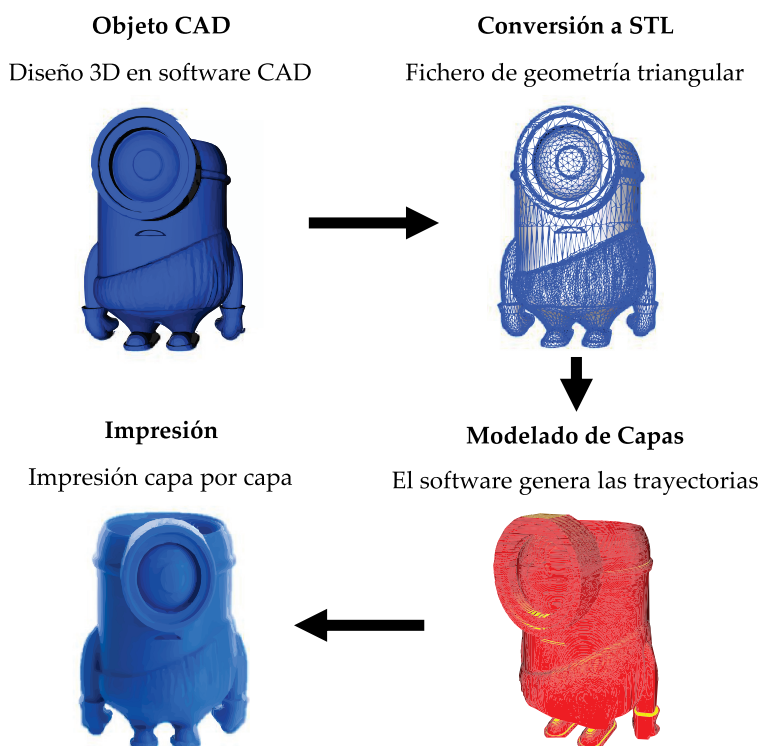 Objeto CAD
Diseño 3D en software CAD
Conversión a STL
Fichero de geometría triangular
Modelado de Capas
El software genera las trayectorias
Impresión
Impresión capa por capa